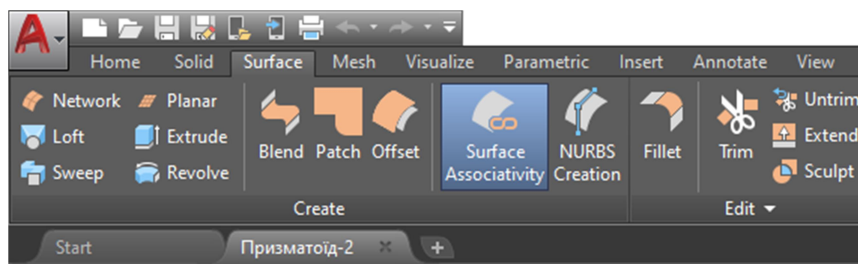 Home Solid Surface Mesh Visualize Parametric Insert Annotate View
Network Planar Untrim
Loft Extrude Blend Patch Offset Surface NURBS Fillet Trim Extend
Associativity Creation
Sweep Revolve Sculpt
Create Edit
Start Призматоїд-2